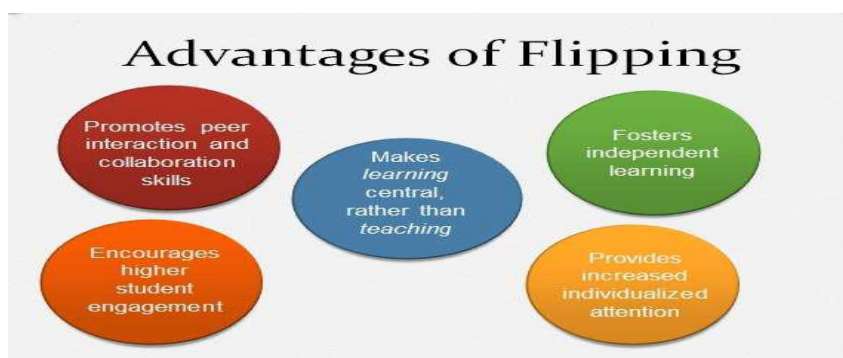 Advantages of Flipping
Promotes peer
interaction and
collaboration
skills
Makes
learning
central,
rather than
teaching
Fosters
independent
learning
Encourages
higher
student
engagement
Provides
increased
individualized
attention